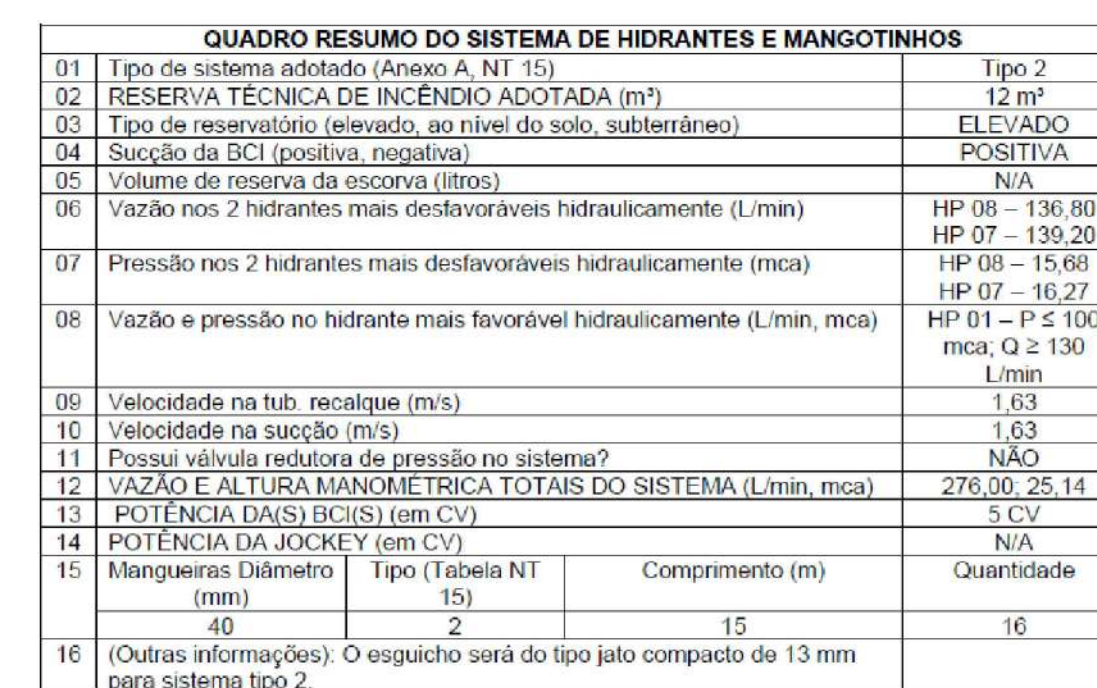 QUADRO RESUMO DO SISTEMA DE HIDRANTES E MANGOTINHOS
01 Tipo de sistema adotado (Anexo A, NT 15) Tipo 2
02 RESERVA TÉCNICA DE INCÊNDIO ADOTADA (m³) 12 m³
03 Tipo de reservatório (elevado, ao nível do solo, subterrâneo) ELEVADO
04 Sucção da BCI (positiva, negativa) POSITIVA
05 Volume de reserva da escorva (litros) N/A
06 Vazão nos 2 hidrantes mais desfavoráveis hidraulicamente (L/min) HP 08 – 136,80
HP 07 – 139,20
07 Pressão nos 2 hidrantes mais desfavoráveis hidraulicamente (mca) HP 08 – 15,68
HP 07 – 16,27
08 Vazão e pressão no hidrante mais favorável hidraulicamente (L/min, mca) HP 01 – P ≤ 100
mca; Q ≥ 130
L/min
09 Velocidade na tub. recalque (m/s) 1,63
10 Velocidade na sucção (m/s) 1,63
11 Possui válvula redutora de pressão no sistema? NÃO
12 VAZÃO E ALTURA MANOMÉTRICA TOTAIS DO SISTEMA (L/min, mca) 276,00; 25,14
13 POTÊNCIA DA(S) BCI(S) (em CV) 5 CV
14 POTÊNCIA DA JOCKEY (em CV) N/A
15 Mangueiras Diâmetro Tipo (Tabela NT Comprimento (m) Quantidade
(mm) 15)
40 2 15 16
16 (Outras informações): O esguicho será do tipo jato compacto de 13 mm
para sistema tipo 2.